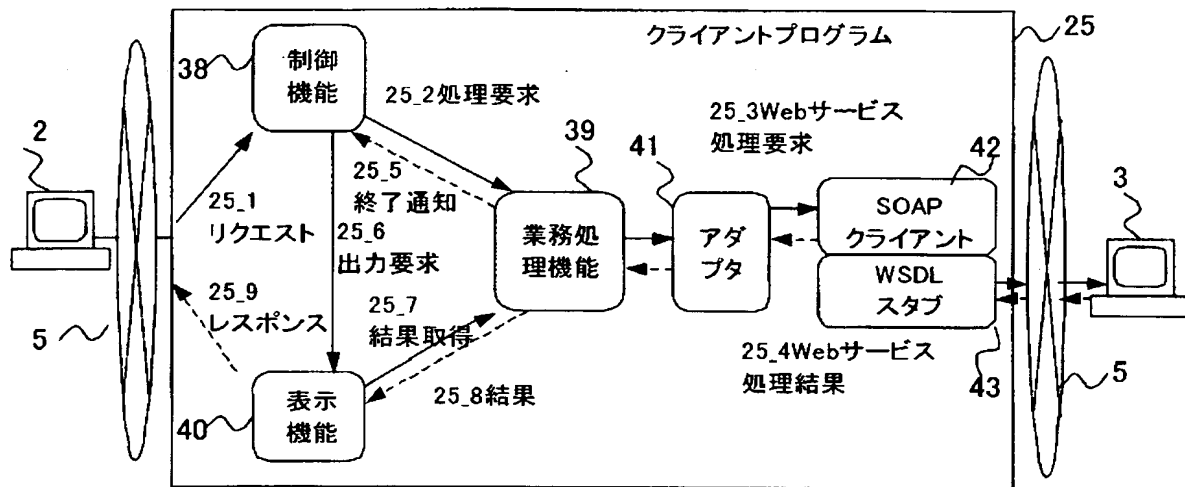 クライアントプログラム
25
38
制御
機能
25_2処理要求
25_3Webサービス
処理要求
2
39
41
42
3
25_5
終了通知
25_1
リクエスト
25_6
出力要求
業務処
理機能
アダ
プタ
SOAP
クライアント
WSDL
スタブ
25_9
レスポンス
25_7
結果取得
5
25_4Webサービス
処理結果
43
5
25_8結果
表示
機能
40